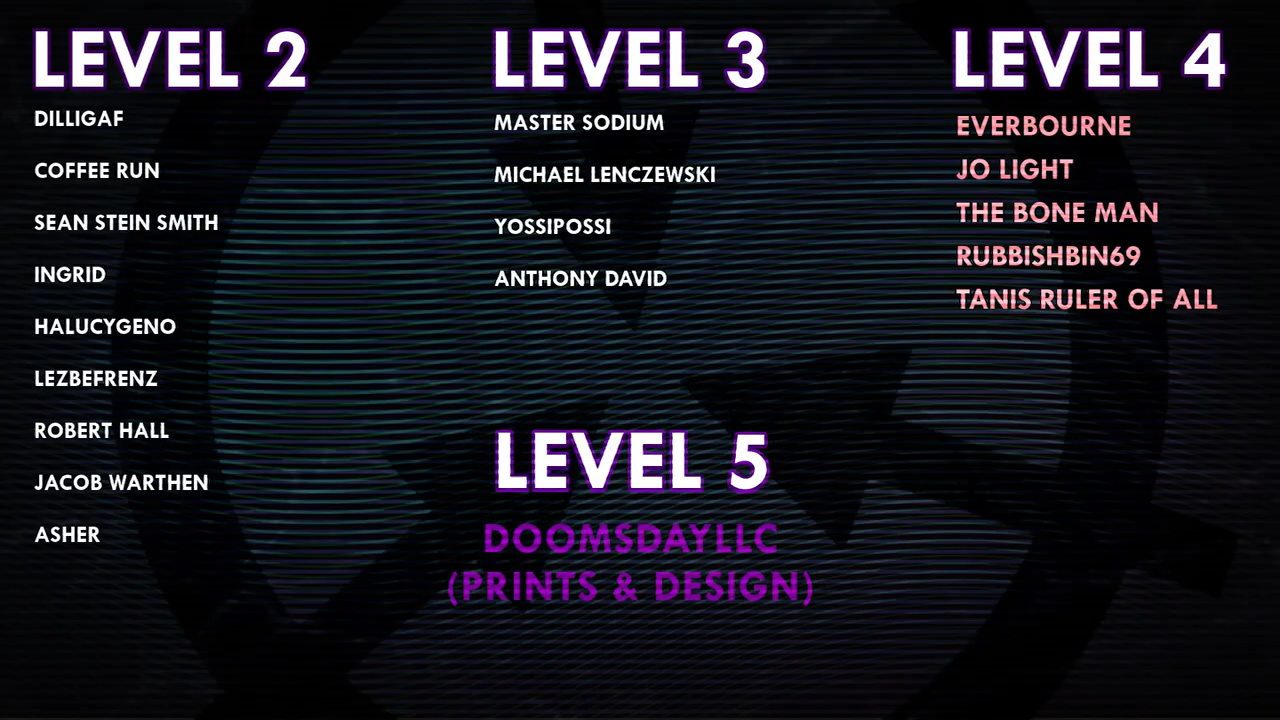 LEVEL 2
DILLIGAF
COFFEE RUN
SEAN STEIN SMITH
INGRID
HALUCYGENO
LEZBEFRENZ
ROBERT HALL
JACOB WARTHEN
ASHER
LEVEL 3
MASTER SODIUM
MICHAEL LENCZEWSKI
YOSSIPOSSI
ANTHONY DAVID
LEVEL 4
EVERBOURNE
JO LIGHT
THE BONE MAN
RUBBISHBIN69
TANIS RULER OF ALL
LEVEL 5
DOOMSDAYLLC
(PRINTS & DESIGN)